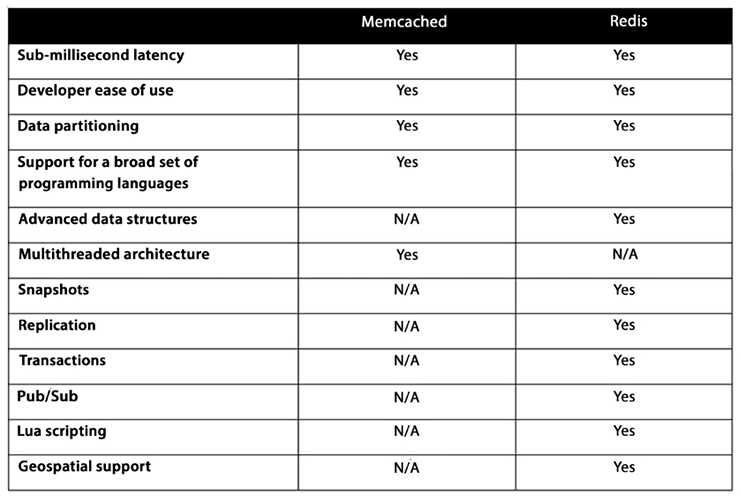 Memcached Redis
Sub-millisecond latency Yes Yes
Developer ease of use Yes Yes
Data partitioning Yes Yes
Support for a broad set of Yes Yes
programming languages
Advanced data structures N/A Yes
Multithreaded architecture Yes N/A
Snapshots N/A Yes
Replication N/A Yes
Transactions N/A Yes
Pub/Sub N/A Yes
Lua scripting N/A Yes
Geospatial support N/A Yes